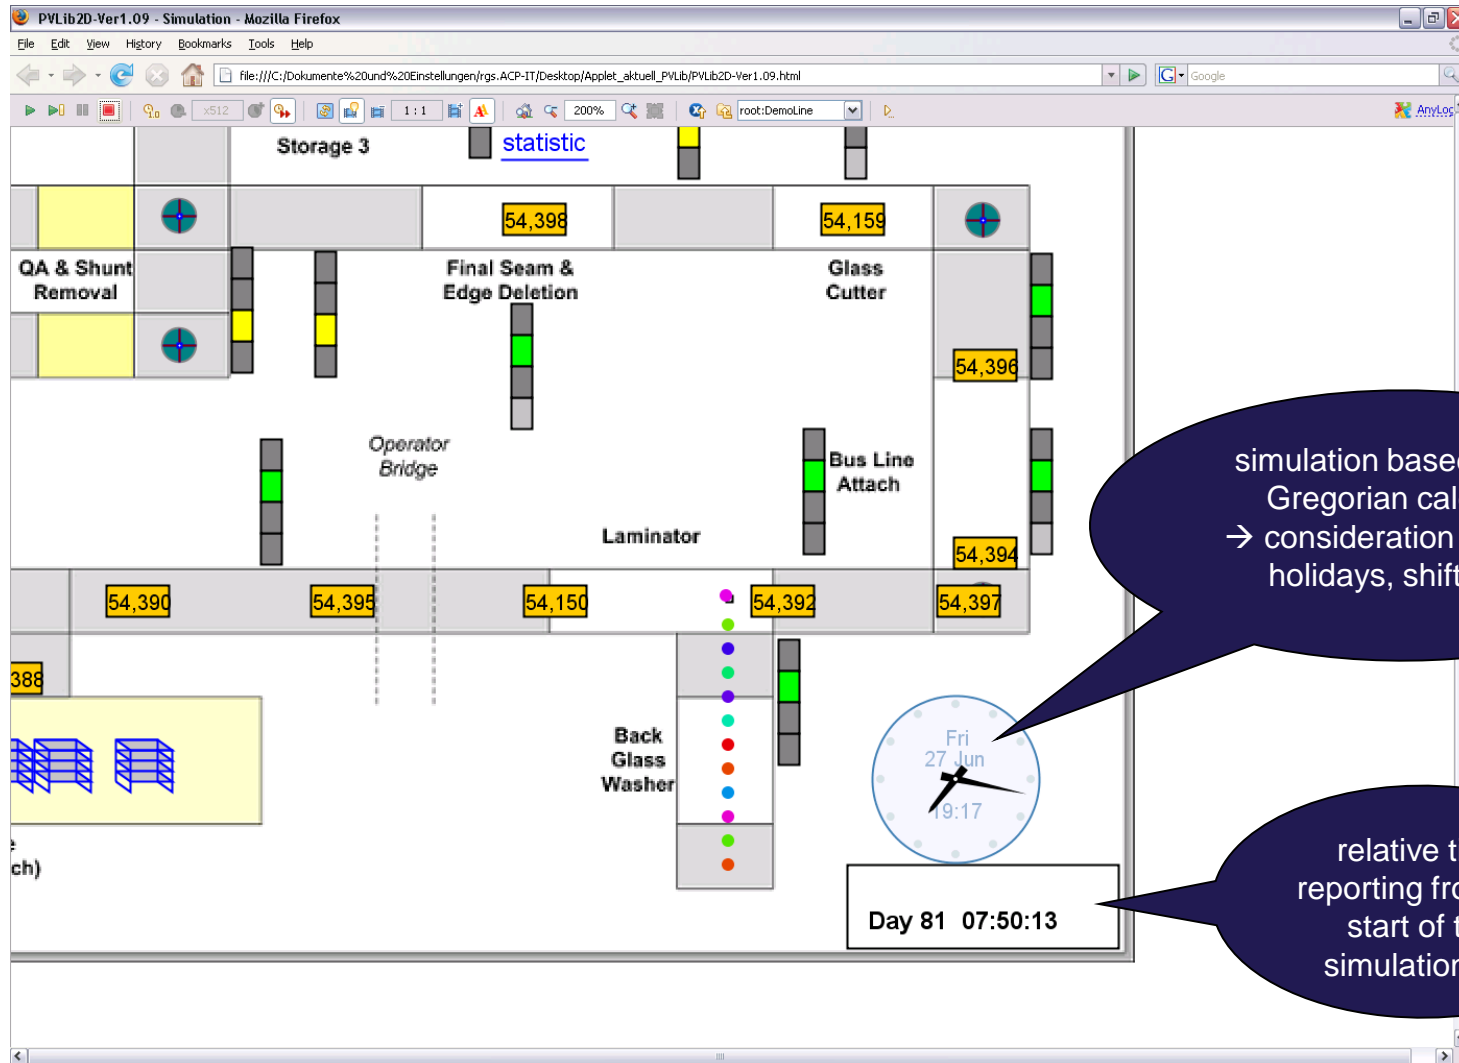 PVLib2D-Ver1.09 - Simulation - Mozilla Firefox
File Edit View History Bookmarks Tools Help
file:///C:/Dokumente%20und%20Einstellungen/rgs.ACP-IT/Desktop/Applet_aktuell_PVLib/PVLib2D-Ver1.09.html
G Google
x512 1:1 A 200% root:DemoLine
Storage 3
statistic
54,398
54,159
QA & Shunt
Removal
Final Seam &
Edge Deletion
Glass
Cutter
54,396
Operator
Bridge
Bus Line
Attach
Laminator
54,394
54,390
54,395
54,150
54,392
54,397
388
Back
Glass
Washer
Fri
27 Jun
19:17
ch)
Day 81 07:50:13
simulation base
Gregorian cal
→ consideration
holidays, shift
relative t
reporting fro
start of t
simulation